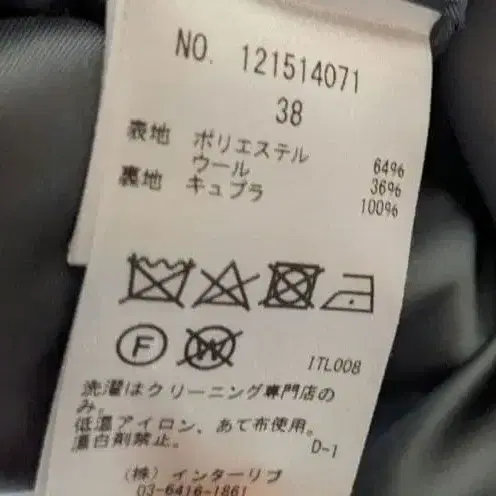 NO. 121514071
38
表地 ポリエステル 64%
ウール 36%
裏地 キュプラ 100%
F W
ITL008
洗濯はクリーニング専門店の
み。
低温アイロン、あて布使用。
漂白剤禁止。
D-1
(株) インターリブ
03-6416-1861